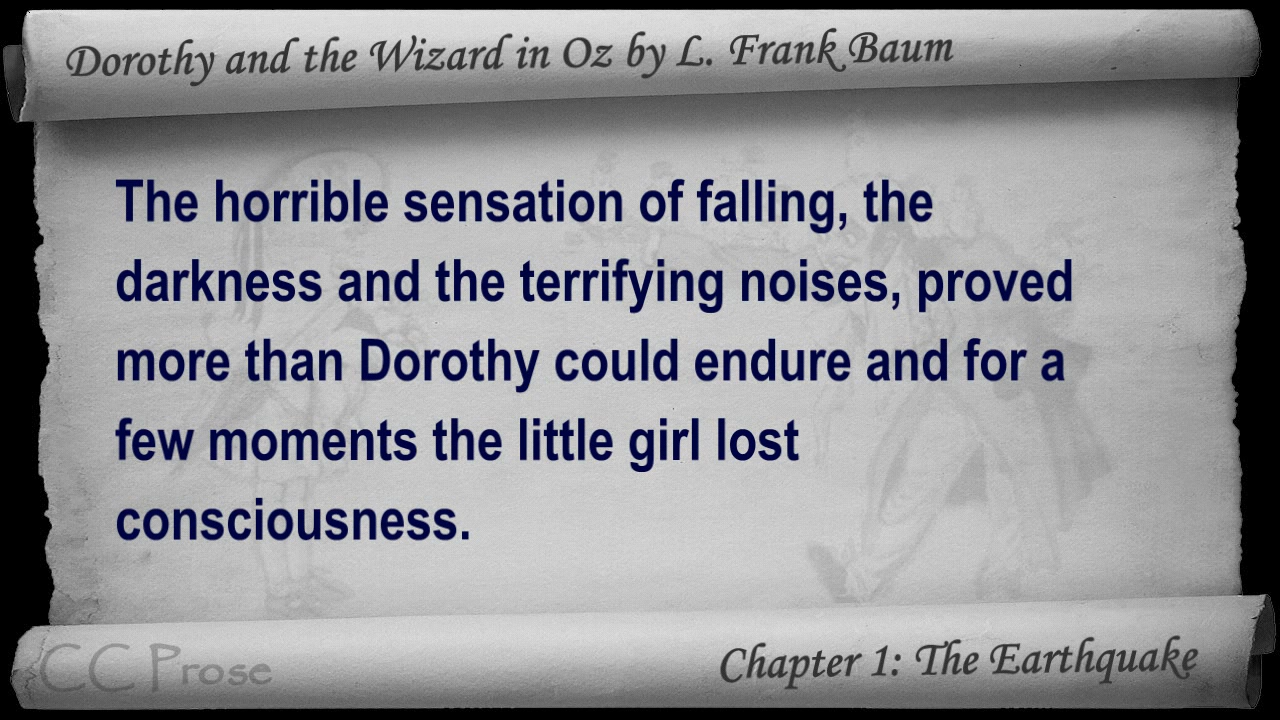 Dorothy and the Wizard in Oz by L. Frank Baum
The horrible sensation of falling, the
darkness and the terrifying noises, proved
more than Dorothy could endure and for a
few moments the little girl lost
consciousness.
CC Prose
Chapter 1: The Earthquake